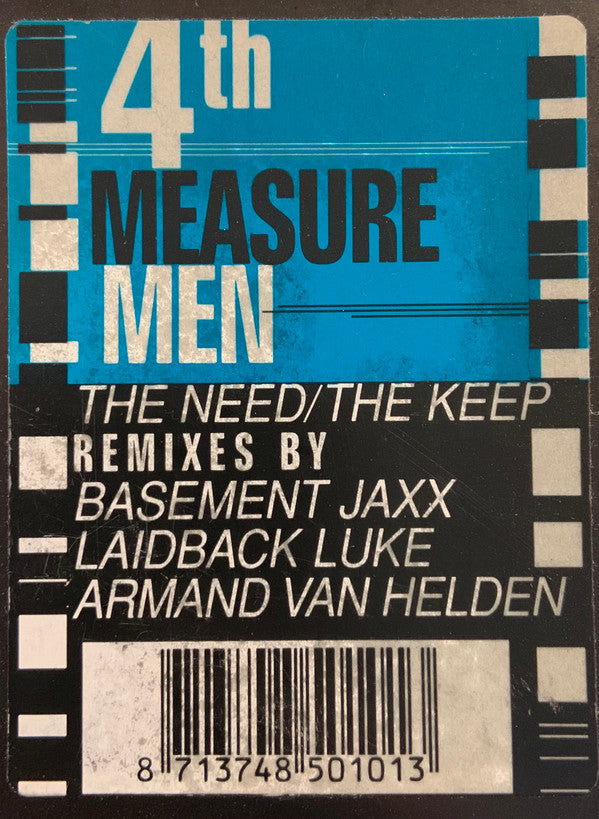 4th
MEASURE
MEN
THE NEED/THE KEEP
REMIXES BY
BASEMENT JAXX
LAIDBACK LUKE
ARMAND VAN HELDEN
8 713748 501013